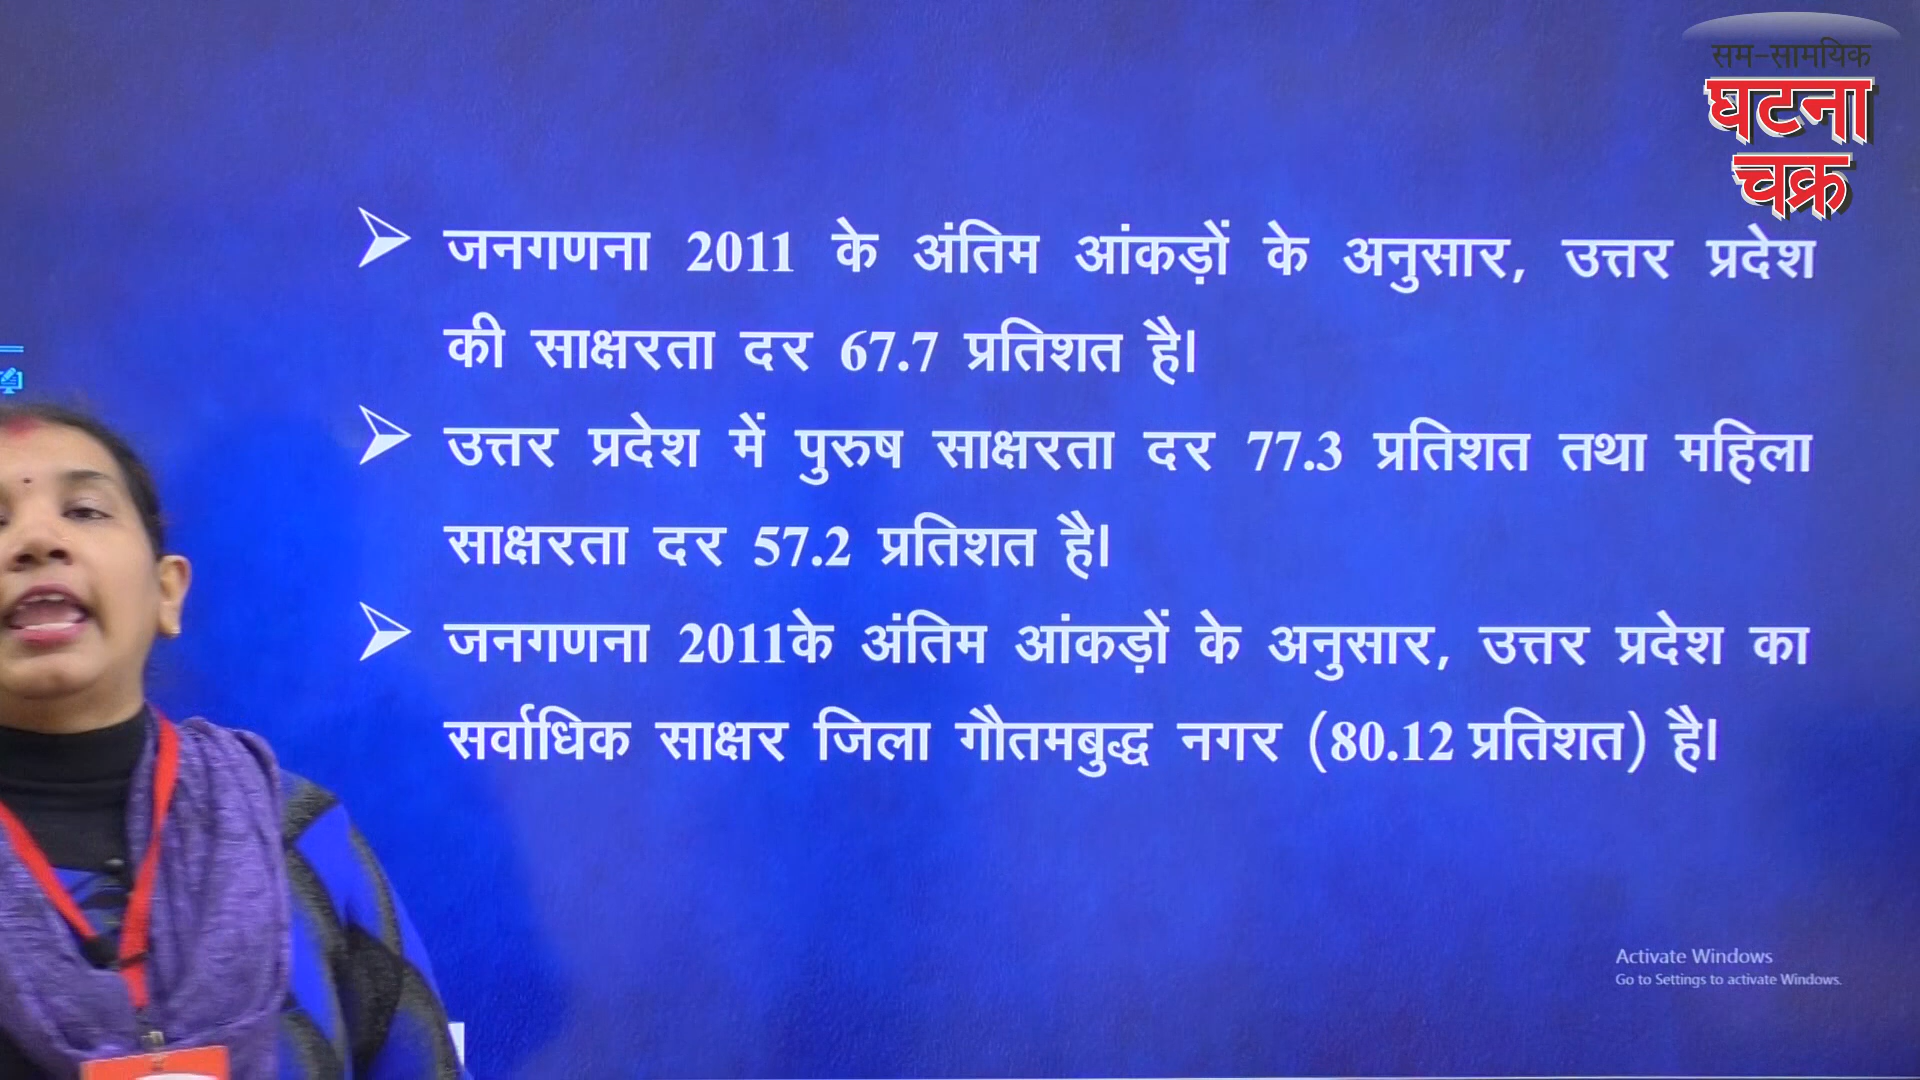 सम-सामयिक
घटना
चक्र
जनगणना 2011 के अंतिम आंकड़ों के अनुसार, उत्तर प्रदेश
की साक्षरता दर 67.7 प्रतिशत है।
उत्तर प्रदेश में पुरुष साक्षरता दर 77.3 प्रतिशत तथा महिला
साक्षरता दर 57.2 प्रतिशत है।
जनगणना 2011के अंतिम आंकड़ों के अनुसार, उत्तर प्रदेश का
सर्वाधिक साक्षर जिला गौतमबुद्ध नगर (80.12 प्रतिशत) है।
Activate Windows
Go to Settings to activate Windows.